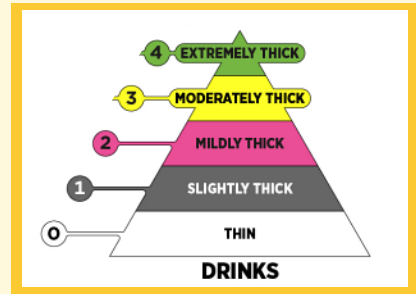 4 EXTREMELY THICK
3 MODERATELY THICK
2 MILDLY THICK
1 SLIGHTLY THICK
0 THIN
DRINKS